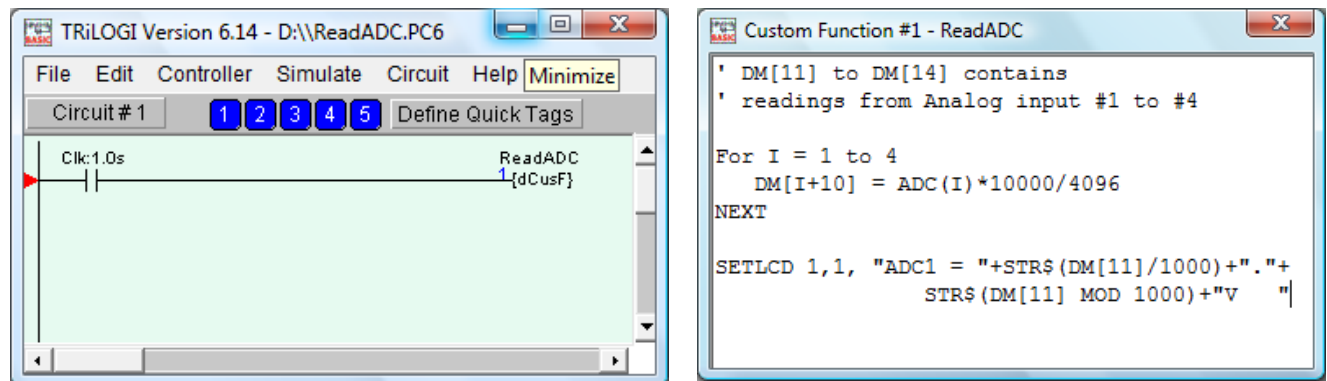 TRiLOGI Version 6.14 - D:\\ReadADC.PC6
File Edit Controller Simulate Circuit Help Minimize
Circuit # 1 1 2 3 4 5 Define Quick Tags
Clk:1.0s ReadADC
1 {dCusF}
Custom Function #1 - ReadADC
' DM[11] to DM[14] contains
' readings from Analog input #1 to #4
For I = 1 to 4
DM[I+10] = ADC(I)*10000/4096
NEXT
SETLCD 1,1, "ADC1 = "+STR$(DM[11]/1000)+"."+
STR$(DM[11] MOD 1000)+"V   "